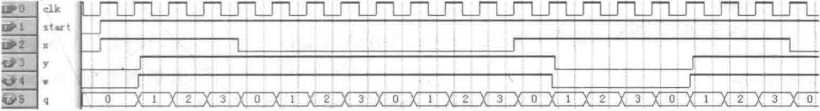 0 clk
1 start
2 x
3 y
4 w
5 q 0 1 2 3 0 1 2 3 0 1 2 3 0 1 2 3 0 1 2 3 0